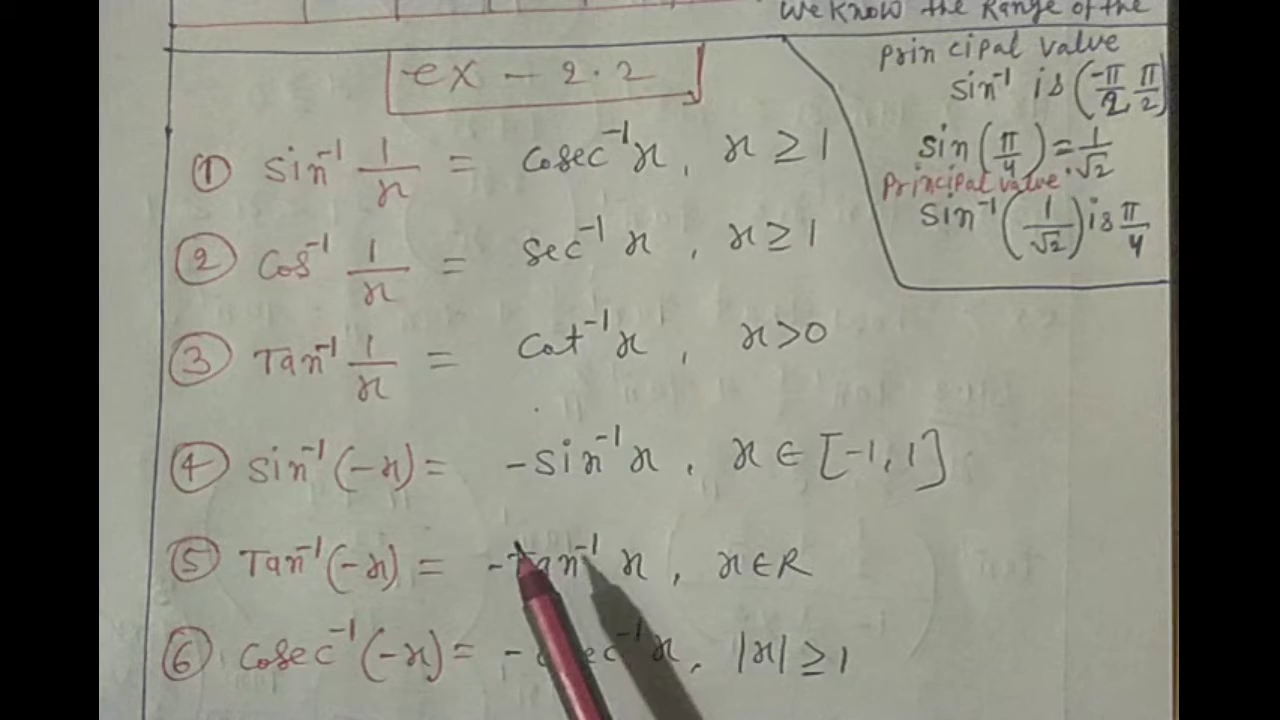 We know the Range of the
principal value
sin⁻¹ is (-π/2 π/2)
sin(π/4) = 1/√2
principal value.
sin⁻¹(1/√2) is π/4
ex - 2.2
① sin⁻¹ 1/x = cosec⁻¹x, x ≥ 1
② cos⁻¹ 1/x = sec⁻¹ x, x ≥ 1
③ Tan⁻¹ 1/x = cot⁻¹x, x > 0
④ sin⁻¹(-x) = -sin⁻¹x, x ∈ [-1, 1]
⑤ Tan⁻¹(-x) = -tan⁻¹ x, x ∈ R
⑥ cosec⁻¹(-x) = -cosec⁻¹x, |x| ≥ 1